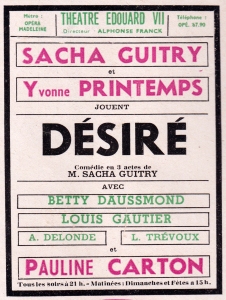 Métro:
OPÉRA
MADELEINE
THEATRE EDOUARD VII
Directeur ALPHONSE FRANCK
Téléphone:
OPÉ. 67.90
SACHA GUITRY
et
YVONNE PRINTEMPS
JOUENT
DÉSIRÉ
Comédie en 3 actes de
M. SACHA GUITRY
AVEC
BETTY DAUSSMOND
LOUIS GAUTIER
A. DELONDE L. TRÉVOUX
et
PAULINE CARTON
Tous les soirs à 21 h. - Matinées: Dimanches et Fêtes à 15 h.